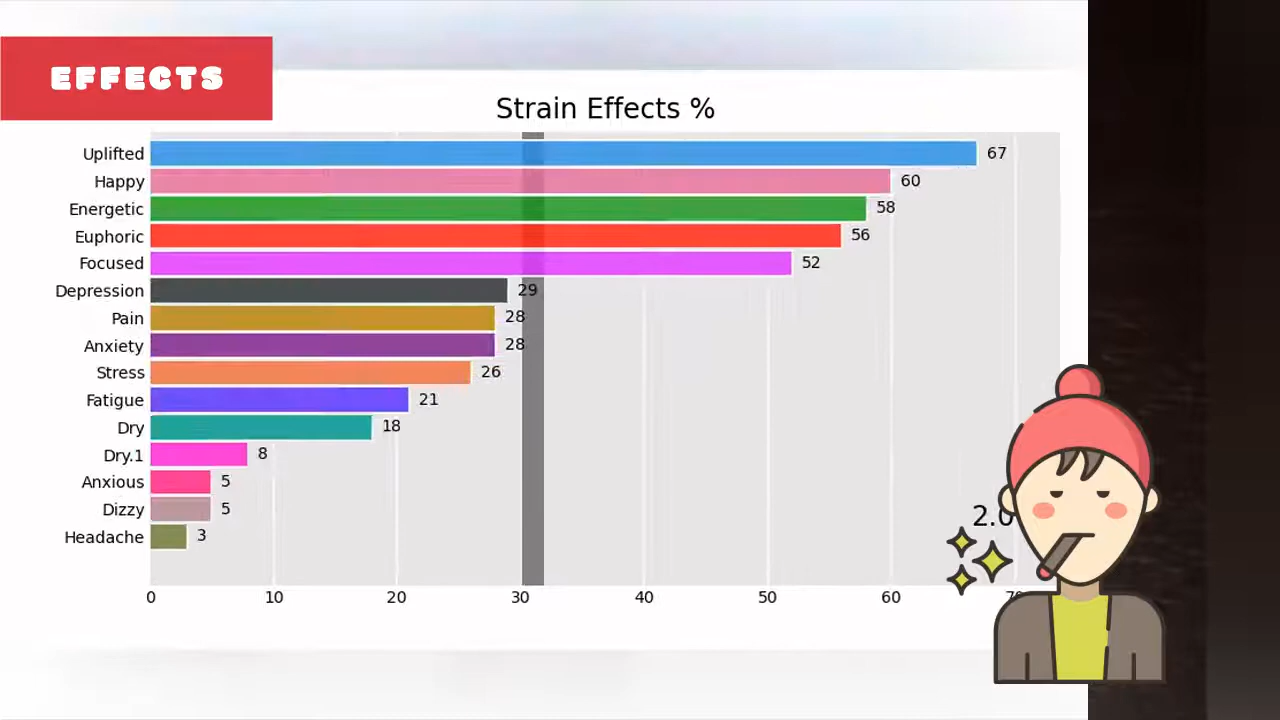 EFFECTS
Strain Effects %
Uplifted 67
Happy 60
Energetic 58
Euphoric 56
Focused 52
Depression 29
Pain 28
Anxiety 28
Stress 26
Fatigue 21
Dry 18
Dry.1 8
Anxious 5
Dizzy 5
Headache 3
2.0
0 10 20 30 40 50 60